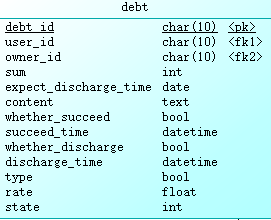 debt
debt_id char(10) <pk>
user_id char(10) <fk1>
owner_id char(10) <fk2>
sum int
expect_discharge_time date
content text
whether_succeed bool
succeed_time datetime
whether_discharge bool
discharge_time datetime
type bool
rate float
state int